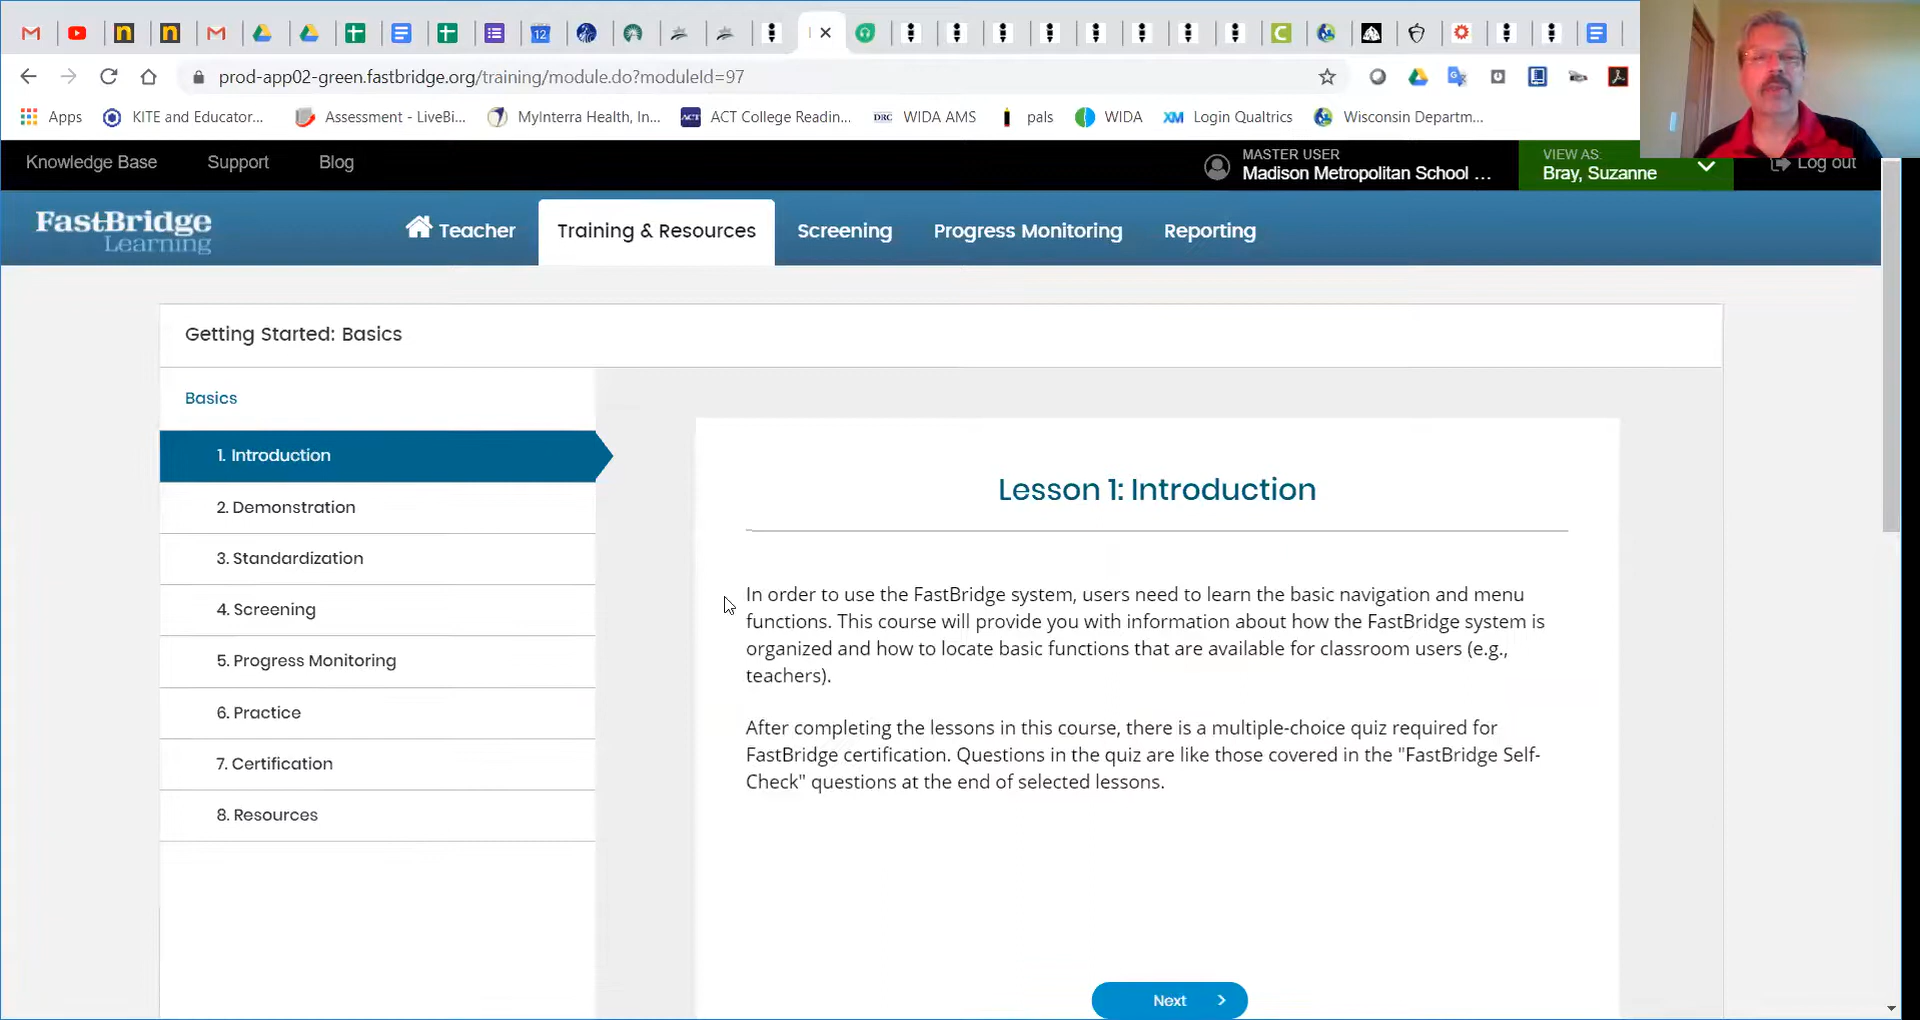 prod-app02-green.fastbridge.org/training/module.do?moduleId=97
Apps KITE and Educator... Assessment - LiveBi... MyInterra Health, In... ACT College Readin... WIDA AMS pals WIDA Login Qualtrics Wisconsin Departm...
Knowledge Base Support Blog
MASTER USER
Madison Metropolitan School ...
VIEW AS:
Bray, Suzanne
Log out
FastBridge
Learning
Teacher Training & Resources Screening Progress Monitoring Reporting
Getting Started: Basics
Basics
1. Introduction
2. Demonstration
3. Standardization
4. Screening
5. Progress Monitoring
6. Practice
7. Certification
8. Resources
Lesson 1: Introduction
In order to use the FastBridge system, users need to learn the basic navigation and menu
functions. This course will provide you with information about how the FastBridge system is
organized and how to locate basic functions that are available for classroom users (e.g.,
teachers).
After completing the lessons in this course, there is a multiple-choice quiz required for
FastBridge certification. Questions in the quiz are like those covered in the "FastBridge Self-
Check" questions at the end of selected lessons.
Next